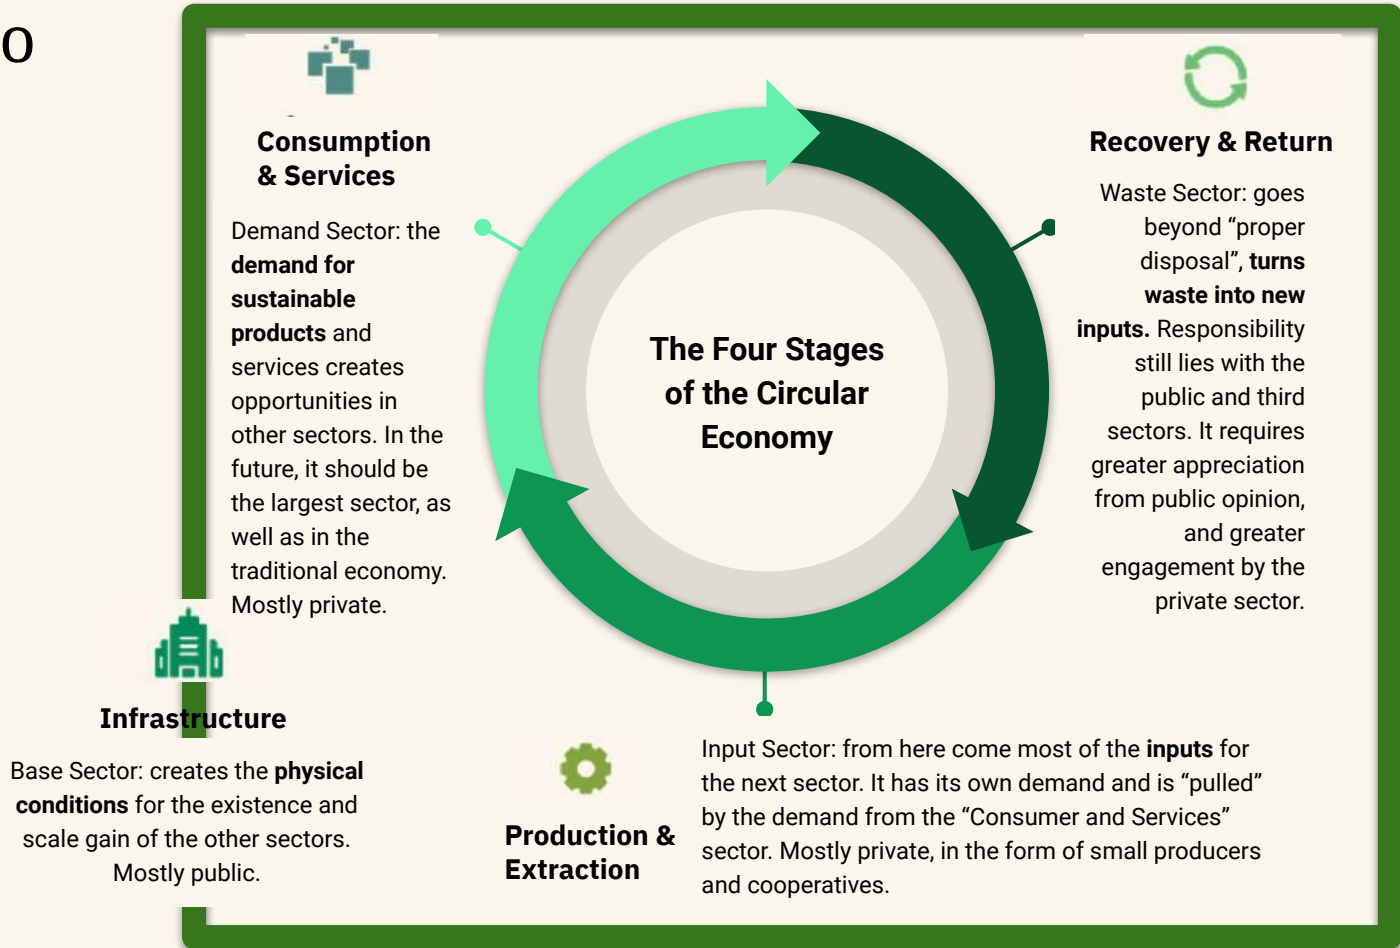 o
Consumption
& Services
Demand Sector: the
demand for
sustainable
products and
services creates
opportunities in
other sectors. In the
future, it should be
the largest sector, as
well as in the
traditional economy.
Mostly private.
The Four Stages
of the Circular
Economy
Recovery & Return
Waste Sector: goes
beyond “proper
disposal”, turns
waste into new
inputs. Responsibility
still lies with the
public and third
sectors. It requires
greater appreciation
from public opinion,
and greater
engagement by the
private sector.
Infrastructure
Base Sector: creates the physical
conditions for the existence and
scale gain of the other sectors.
Mostly public.
Production &
Extraction
Input Sector: from here come most of the inputs for
the next sector. It has its own demand and is “pulled”
by the demand from the “Consumer and Services”
sector. Mostly private, in the form of small producers
and cooperatives.